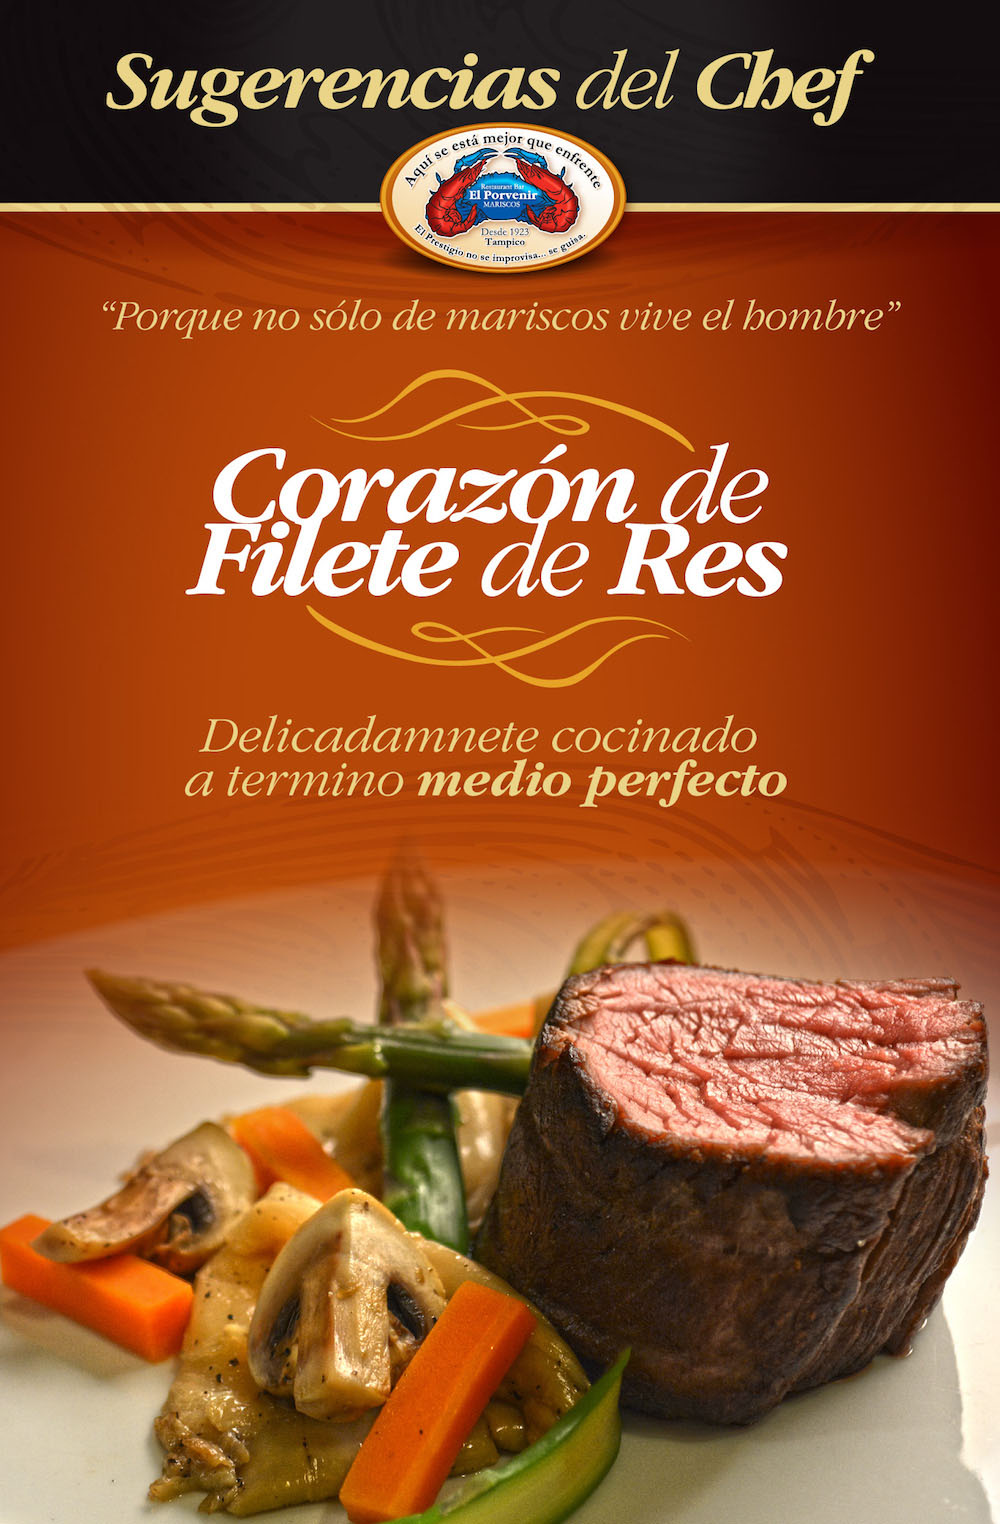 Sugerencias del Chef
Aquí se está mejor que enfrente
Restaurant Bar
El Porvenir
MARISCOS
Desde 1923
Tampico
El Prestigio no se improvisa... se guisa.
“Porque no sólo de mariscos vive el hombre”
Corazón de
Filete de Res
Delicadamnete cocinado
a termino medio perfecto